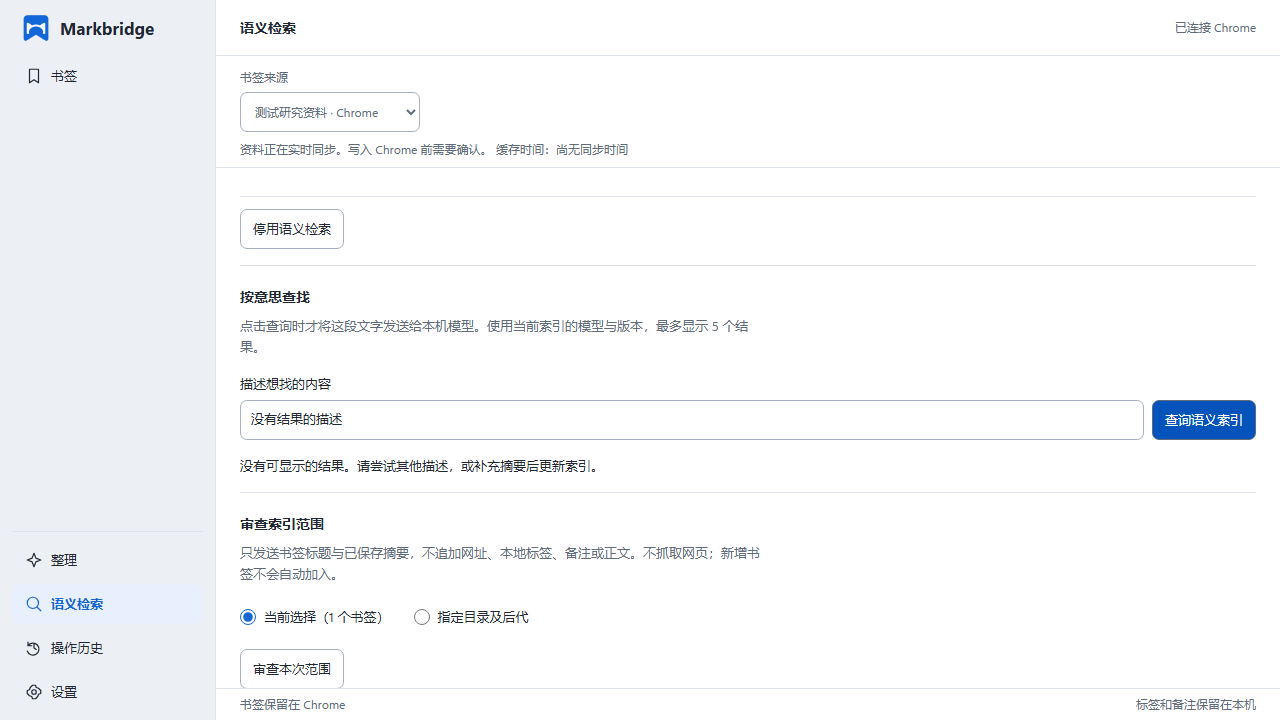 Markbridge
书签
整理
语义检索
操作历史
设置
语义检索
已连接 Chrome
书签来源
测试研究资料 · Chrome
资料正在实时同步。写入 Chrome 前需要确认。 缓存时间：尚无同步时间
停用语义检索
按意思查找
点击查询时才将这段文字发送给本机模型。使用当前索引的模型与版本，最多显示 5 个结
果。
描述想找的内容
没有结果的描述
查询语义索引
没有可显示的结果。请尝试其他描述，或补充摘要后更新索引。
审查索引范围
只发送书签标题与已保存摘要，不追加网址、本地标签、备注或正文。不抓取网页；新增书
签不会自动加入。
当前选择（1 个书签）
指定目录及后代
审查本次范围
书签保留在 Chrome
标签和备注保留在本机